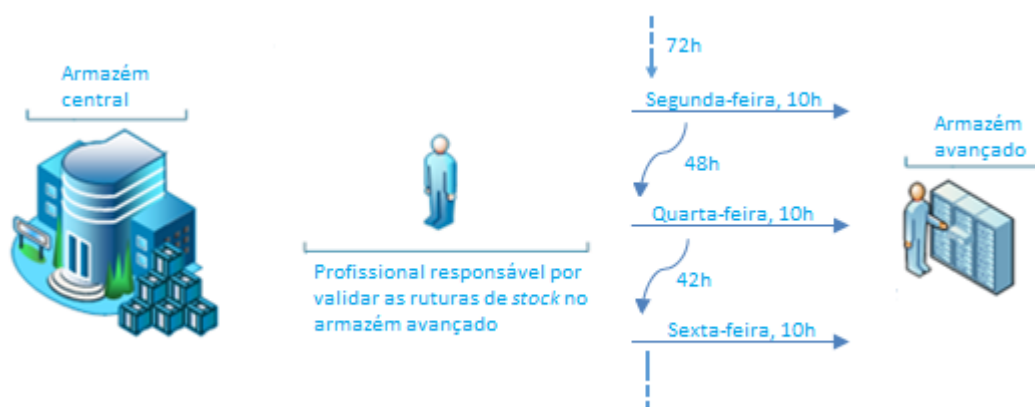 Armazém
central
Profissional responsável por
validar as ruturas de stock no
armazém avançado
72h
Segunda-feira, 10h
48h
Quarta-feira, 10h
42h
Sexta-feira, 10h
Armazém
avançado